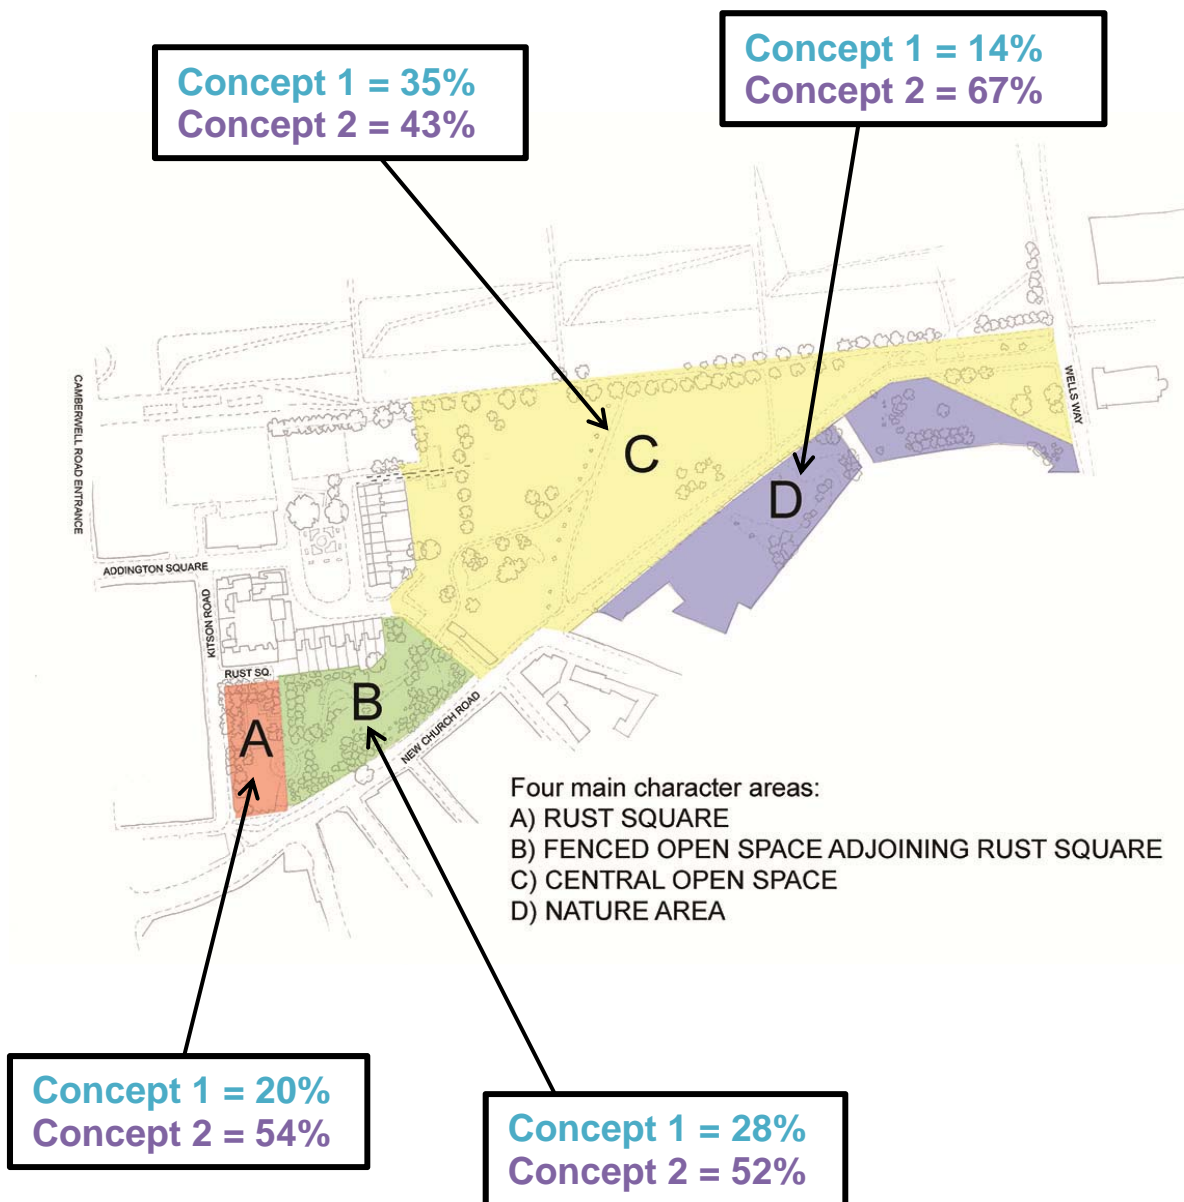 Concept 1 = 14%
Concept 2 = 67%
Concept 1 = 35%
Concept 2 = 43%
CAMBERWELL ROAD ENTRANCE
WELLS WAY
C
D
ADDINGTON SQUARE
KITSON ROAD
RUST SQ.
A
B
NEW CHURCH ROAD
Four main character areas:
A) RUST SQUARE
B) FENCED OPEN SPACE ADJOINING RUST SQUARE
C) CENTRAL OPEN SPACE
D) NATURE AREA
Concept 1 = 20%
Concept 2 = 54%
Concept 1 = 28%
Concept 2 = 52%